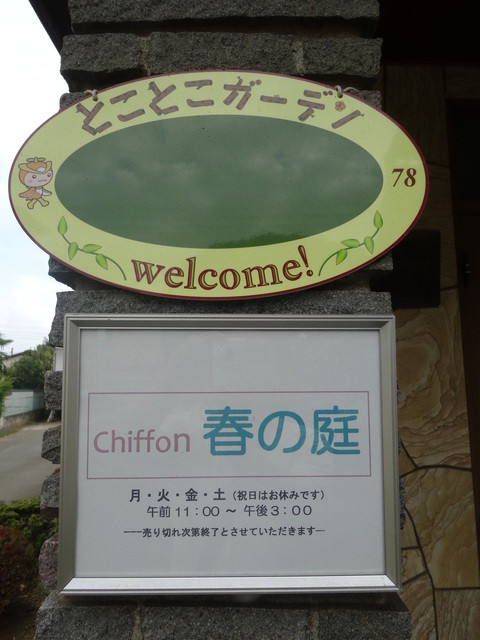 とことこガーデン
78
welcome!
Chiffon 春の庭
月・火・金・土（祝日はお休みです）
午前 11：00 ～ 午後 3：00
―――売り切れ次第終了とさせていただきます―